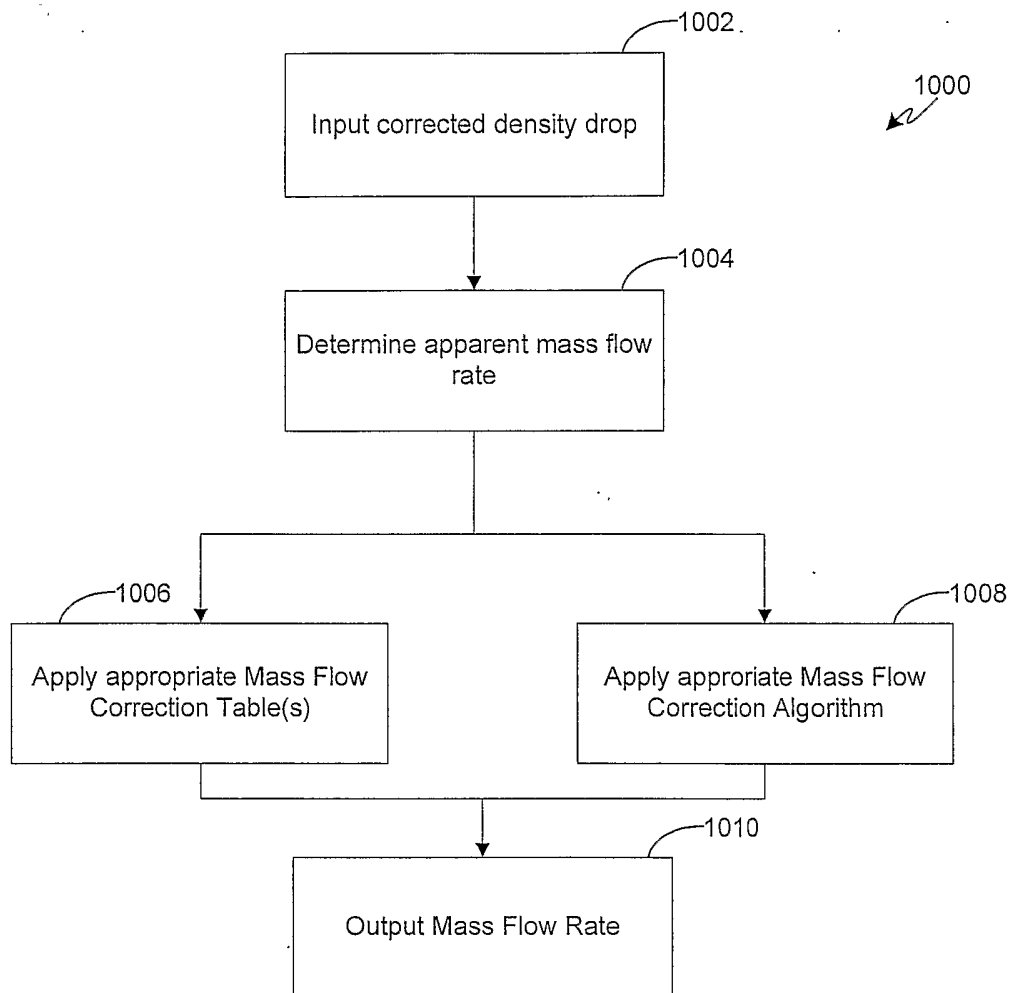 1002
1000
Input corrected density drop
1004
Determine apparent mass flow
rate
1006
1008
Apply appropriate Mass Flow
Correction Table(s)
Apply approriate Mass Flow
Correction Algorithm
1010
Output Mass Flow Rate